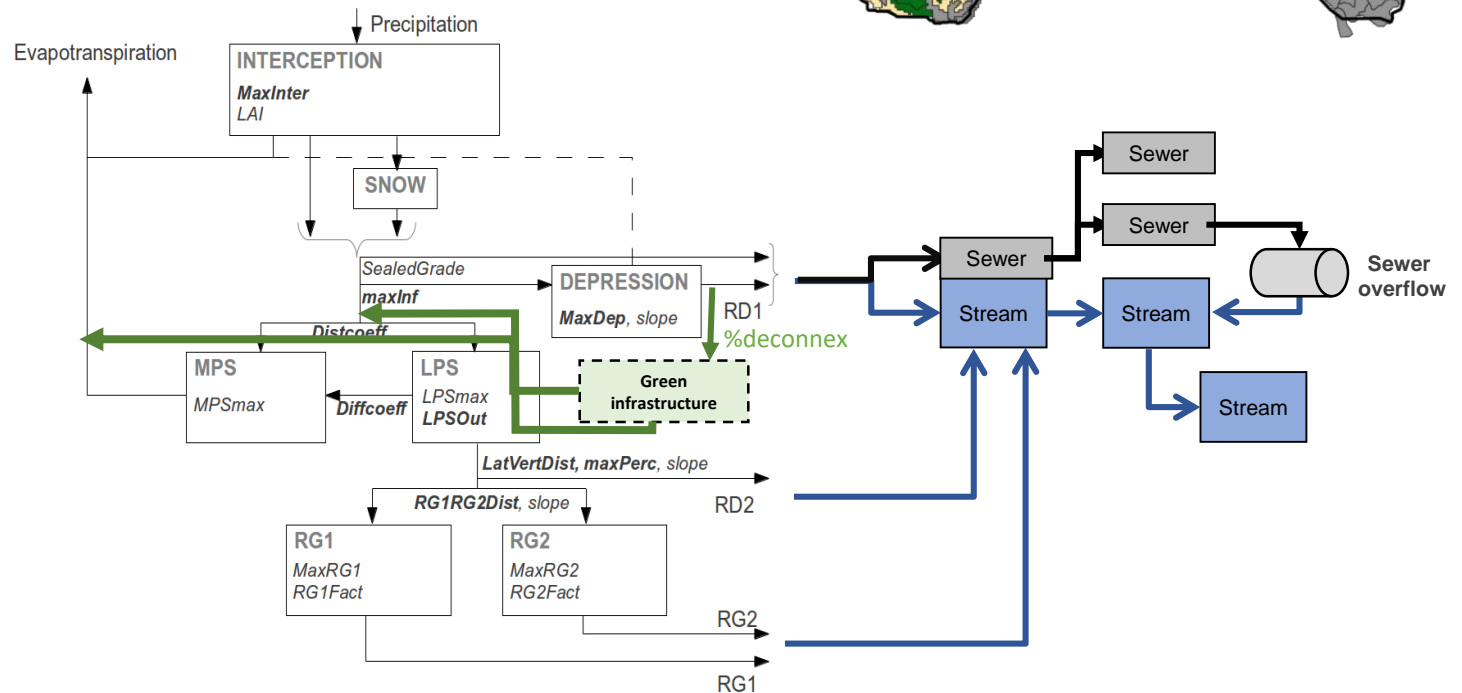 Precipitation
Evapotranspiration
INTERCEPTION
MaxInter
LAI
SNOW
SealedGrade
maxInf
DEPRESSION
MaxDep, slope
RD1
%deconnex
Distcoeff
MPS
MPSmax
Diffcoeff
LPS
LPSmax
LPSOut
Green
infrastructure
LatVertDist, maxPerc, slope
RD2
RG1RG2Dist, slope
RG1
MaxRG1
RG1Fact
RG2
MaxRG2
RG2Fact
RG2
RG1
Sewer
Sewer
Sewer
Sewer
overflow
Stream
Stream
Stream